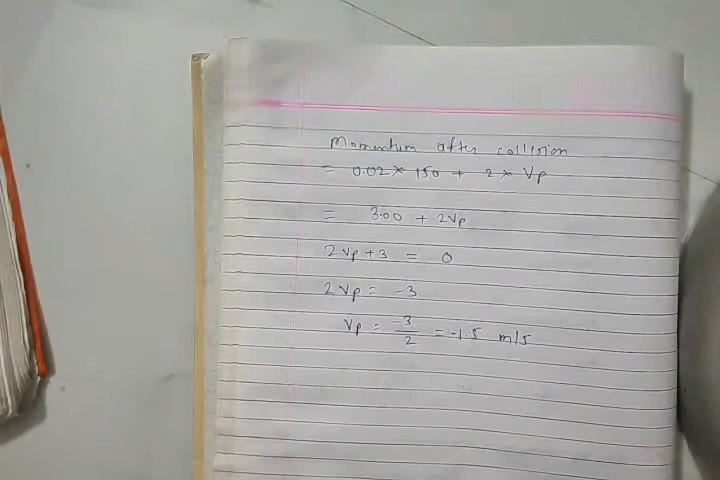 Momentum after collision
= 0.02 × 150 + 2 × Vp
= 3.00 + 2Vp
2Vp + 3 = 0
2Vp = -3
Vp = -3/2 = -1.5 m/s